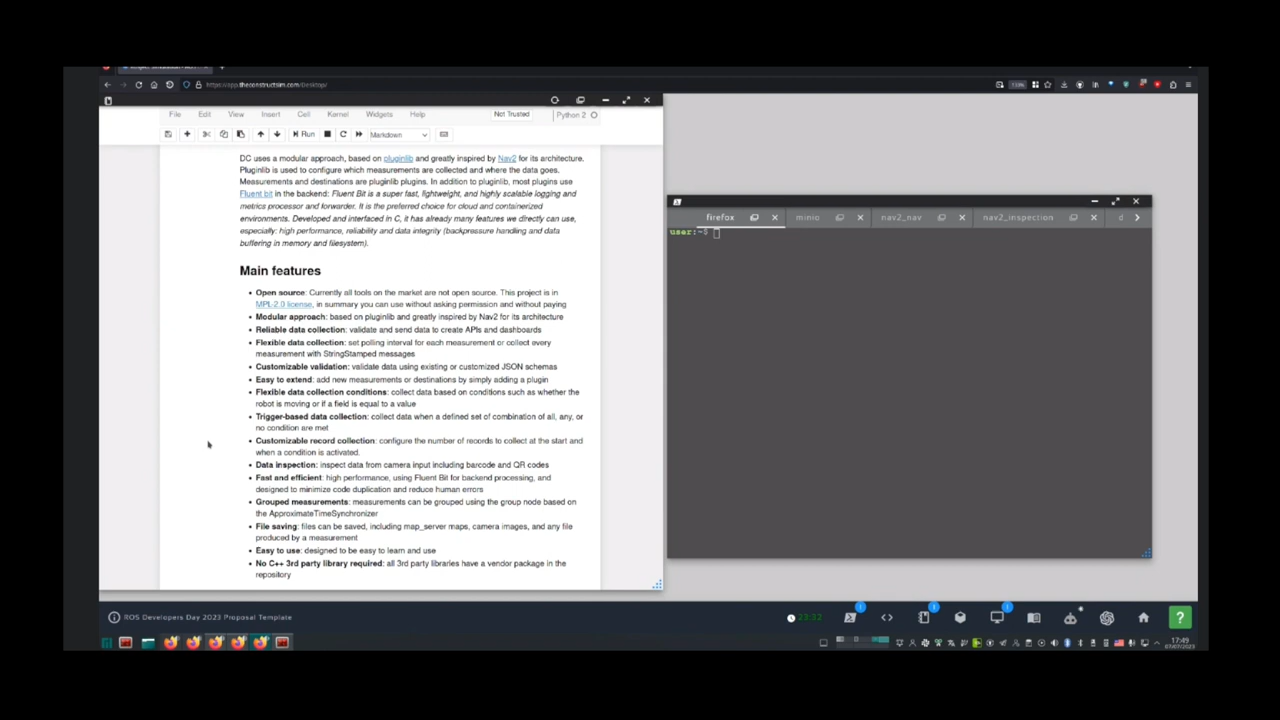 https://app.theconstructsim.com/Desktop/
133%
File Edit View Insert Cell Kernel Widgets Help
Not Trusted
Python 2
Run
Markdown
DC uses a modular approach, based on pluginlib and greatly inspired by Nav2 for its architecture.
Pluginlib is used to configure which measurements are collected and where the data goes.
Measurements and destinations are pluginlib plugins. In addition to pluginlib, most plugins use
Fluent bit in the backend: Fluent Bit is a super fast, lightweight, and highly scalable logging and
metrics processor and forwarder. It is the preferred choice for cloud and containerized
environments. Developed and interfaced in C, it has already many features we directly can use,
especially: high performance, reliability and data integrity (backpressure handling and data
buffering in memory and filesystem).
Main features
• Open source: Currently all tools on the market are not open source. This project is in
MPL-2.0 license, in summary you can use without asking permission and without paying
• Modular approach: based on pluginlib and greatly inspired by Nav2 for its architecture
• Reliable data collection: validate and send data to create APIs and dashboards
• Flexible data collection: set polling interval for each measurement or collect every
measurement with StringStamped messages
• Customizable validation: validate data using existing or customized JSON schemas
• Easy to extend: add new measurements or destinations by simply adding a plugin
• Flexible data collection conditions: collect data based on conditions such as whether the
robot is moving or if a field is equal to a value
• Trigger-based data collection: collect data when a defined set of combination of all, any, or
no condition are met
• Customizable record collection: configure the number of records to collect at the start and
when a condition is activated.
• Data inspection: inspect data from camera input including barcode and QR codes
• Fast and efficient: high performance, using Fluent Bit for backend processing, and
designed to minimize code duplication and reduce human errors
• Grouped measurements: measurements can be grouped using the group node based on
the ApproximateTimeSynchronizer
• File saving: files can be saved, including map_server maps, camera images, and any file
produced by a measurement
• Easy to use: designed to be easy to learn and use
• No C++ 3rd party library required: all 3rd party libraries have a vendor package in the
repository
firefox minio nav2_nav nav2_inspection d
user:~$
ROS Developers Day 2023 Proposal Template
23:32
1
1
1
?
17:49
07/07/2023